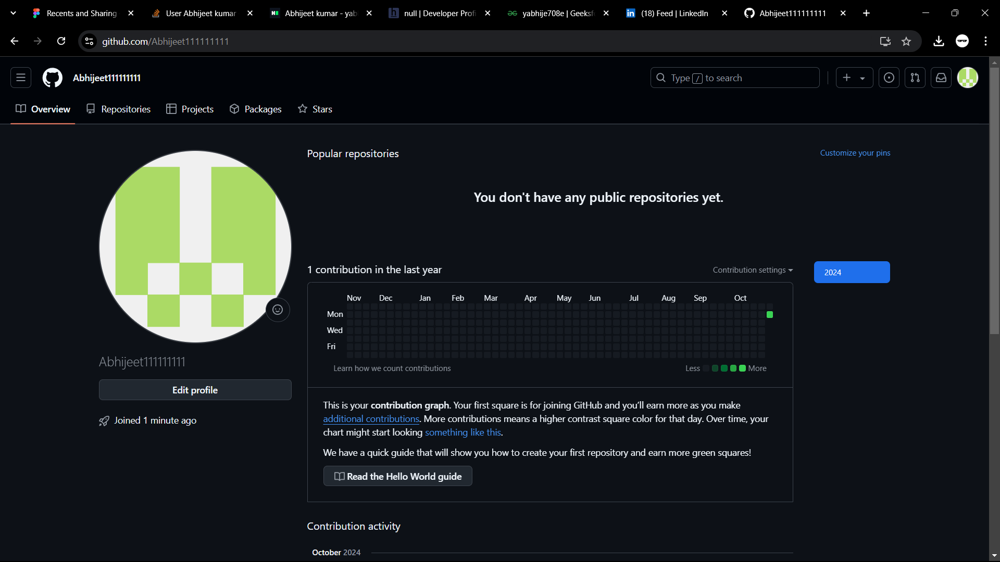 Recents and Sharing
User Abhijeet kumar
Abhijeet kumar - yab
null | Developer Profi
yabhije708e | Geeksf
(18) Feed | LinkedIn
Abhijeet111111111
github.com/Abhijeet111111111
Abhijeet111111111
Type / to search
Overview
Repositories
Projects
Packages
Stars
Popular repositories
Customize your pins
You don't have any public repositories yet.
1 contribution in the last year
Contribution settings
2024
Nov Dec Jan Feb Mar Apr May Jun Jul Aug Sep Oct
Mon
Wed
Fri
Learn how we count contributions
Less
More
Abhijeet111111111
Edit profile
Joined 1 minute ago
This is your contribution graph. Your first square is for joining GitHub and you’ll earn more as you make
additional contributions. More contributions means a higher contrast square color for that day. Over time, your
chart might start looking something like this.
We have a quick guide that will show you how to create your first repository and earn more green squares!
Read the Hello World guide
Contribution activity
October 2024